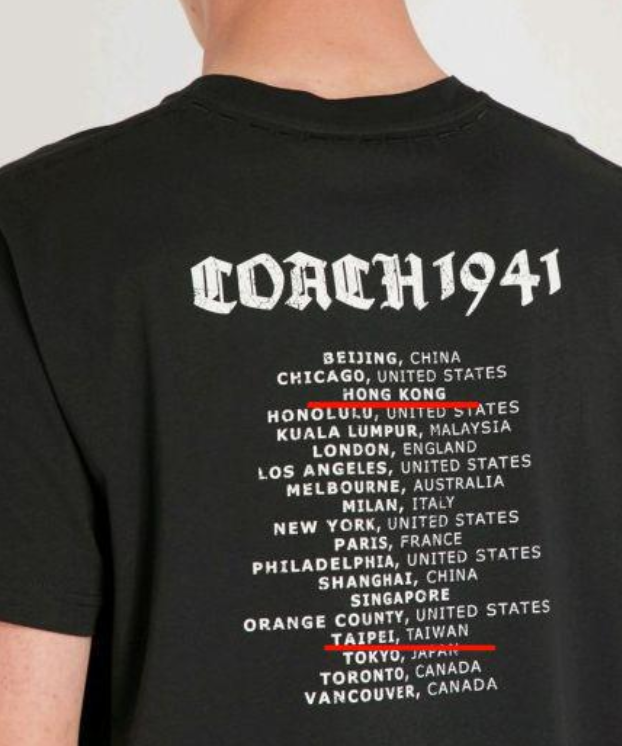 COACH 1941
BEIJING, CHINA
CHICAGO, UNITED STATES
HONG KONG
HONOLULU, UNITED STATES
KUALA LUMPUR, MALAYSIA
LONDON, ENGLAND
LOS ANGELES, UNITED STATES
MELBOURNE, AUSTRALIA
MILAN, ITALY
NEW YORK, UNITED STATES
PARIS, FRANCE
PHILADELPHIA, UNITED STATES
SHANGHAI, CHINA
SINGAPORE
ORANGE COUNTY, UNITED STATES
TAIPEI, TAIWAN
TOKYO, JAPAN
TORONTO, CANADA
VANCOUVER, CANADA